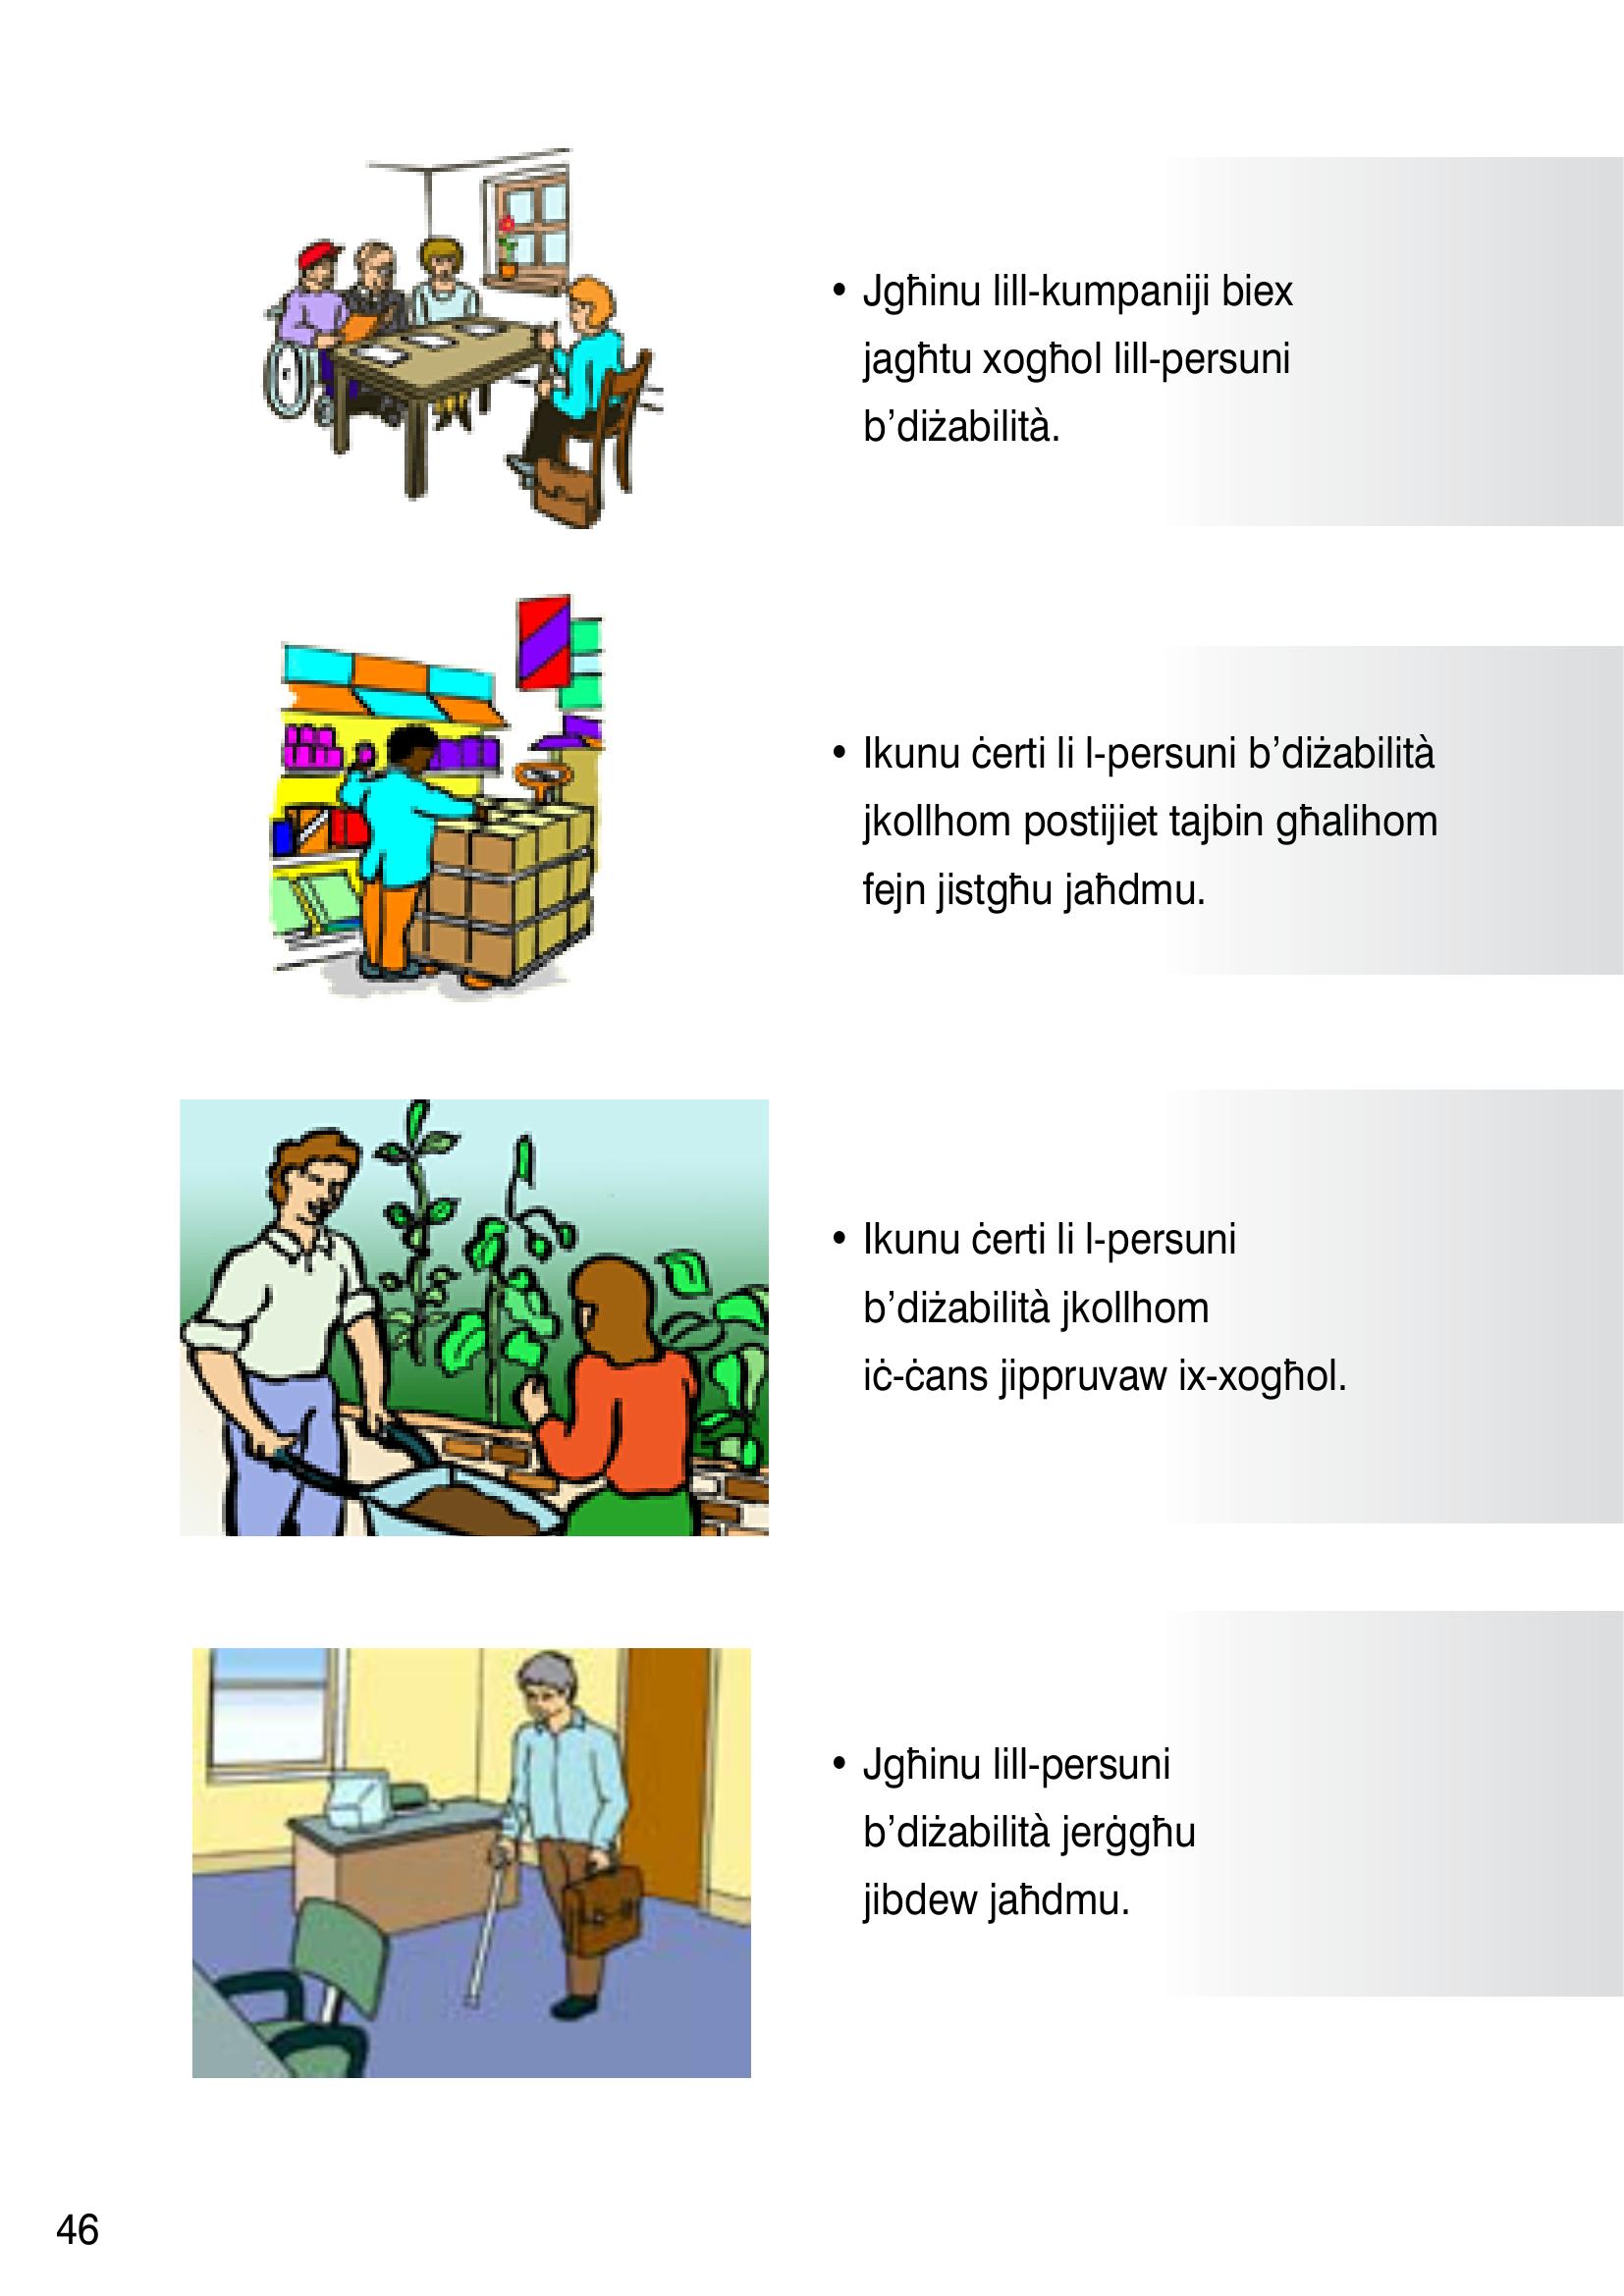 • Jgħinu lill-kumpaniji biex
jagħtu xogħol lill-persuni
b’diżabilità.
• Ikunu ċerti li l-persuni b’diżabilità
jkollhom postijiet tajbin għalihom
fejn jistgħu jaħdmu.
• Ikunu ċerti li l-persuni
b’diżabilità jkollhom
iċ-ċans jippruvaw ix-xogħol.
• Jgħinu lill-persuni
b’diżabilità jerġgħu
jibdew jaħdmu.
46